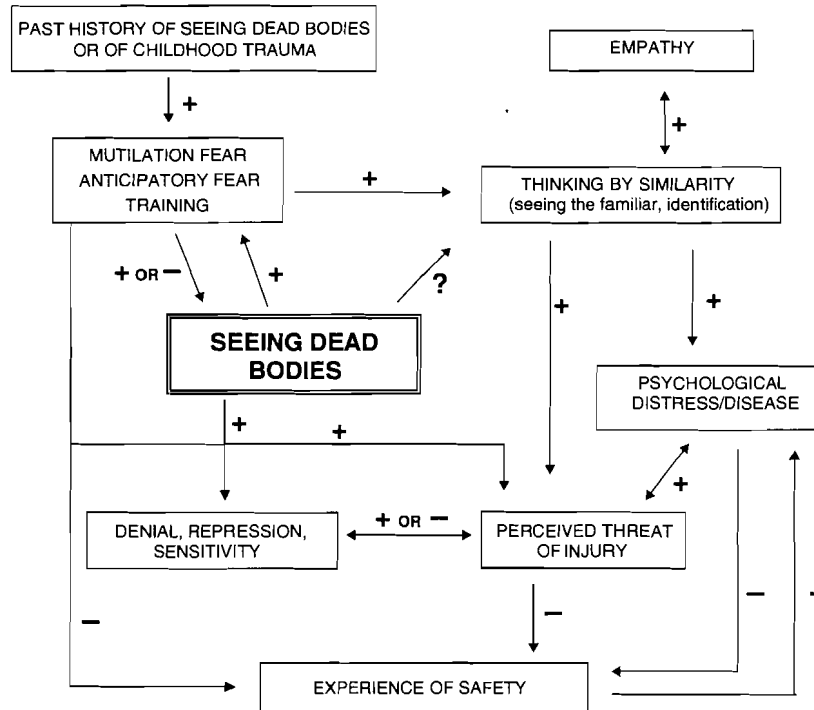 PAST HISTORY OF SEEING DEAD BODIES
OR OF CHILDHOOD TRAUMA
EMPATHY
+
+
MUTILATION FEAR
ANTICIPATORY FEAR
TRAINING
+
THINKING BY SIMILARITY
(seeing the familiar, identification)
+ OR −
+
?
+
+
SEEING DEAD
BODIES
PSYCHOLOGICAL
DISTRESS/DISEASE
+
+
+
DENIAL, REPRESSION,
SENSITIVITY
+ OR −
PERCEIVED THREAT
OF INJURY
−
−
−
−
EXPERIENCE OF SAFETY